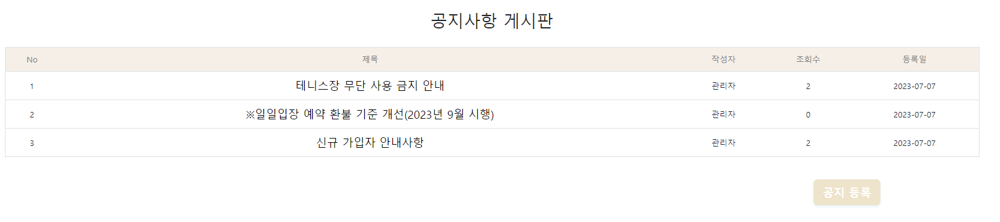 공지사항 게시판
No 제목 작성자 조회수 등록일
1 테니스장 무단 사용 금지 안내 관리자 2 2023-07-07
2 ※일일입장 예약 환불 기준 개선(2023년 9월 시행) 관리자 0 2023-07-07
3 신규 가입자 안내사항 관리자 2 2023-07-07
공지 등록